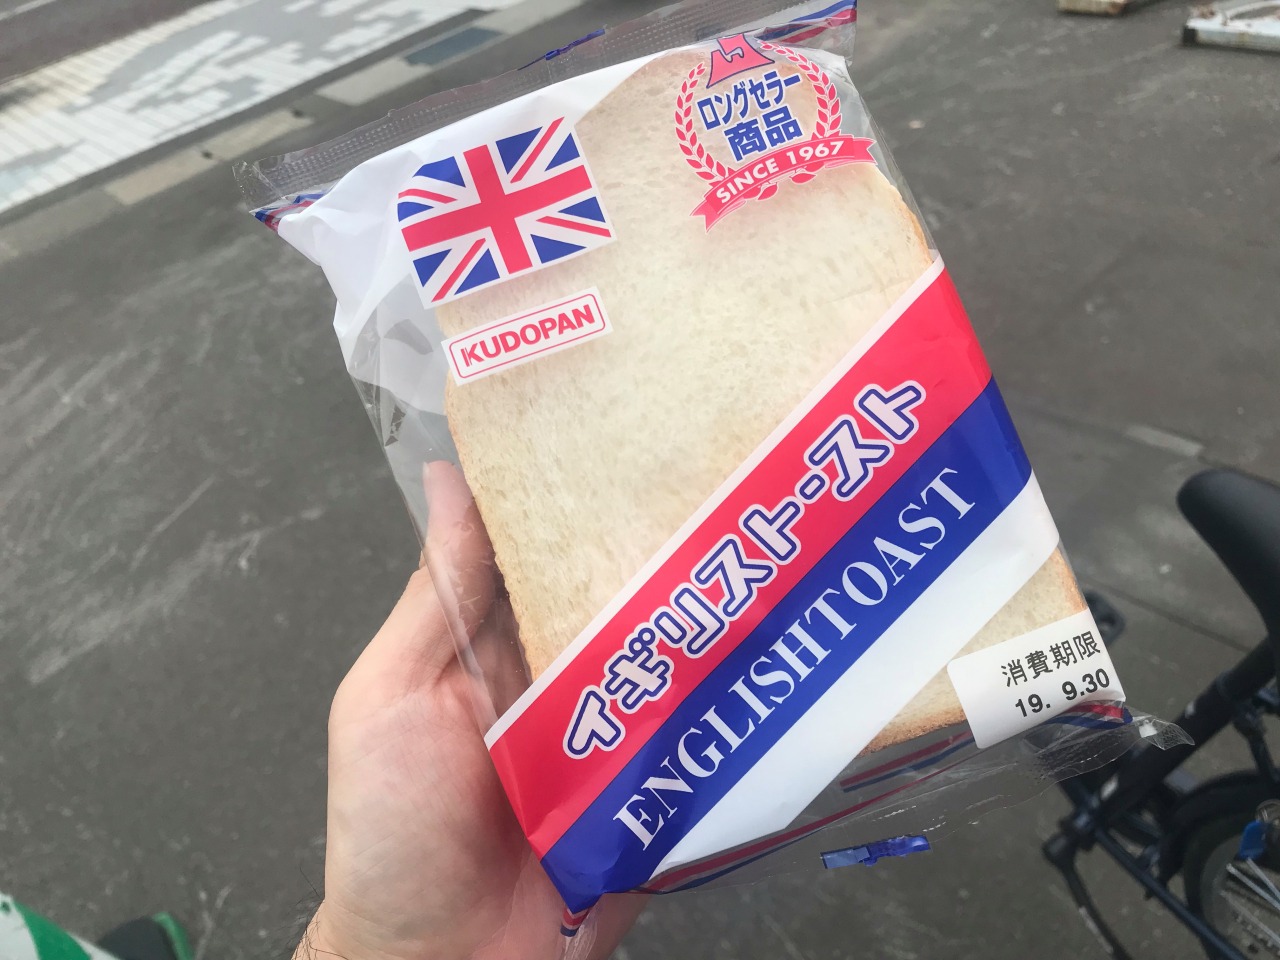 ロングセラー
商品
SINCE 1967
KUDOPAN
イギリストースト
ENGLISHTOAST
消費期限
19. 9.30